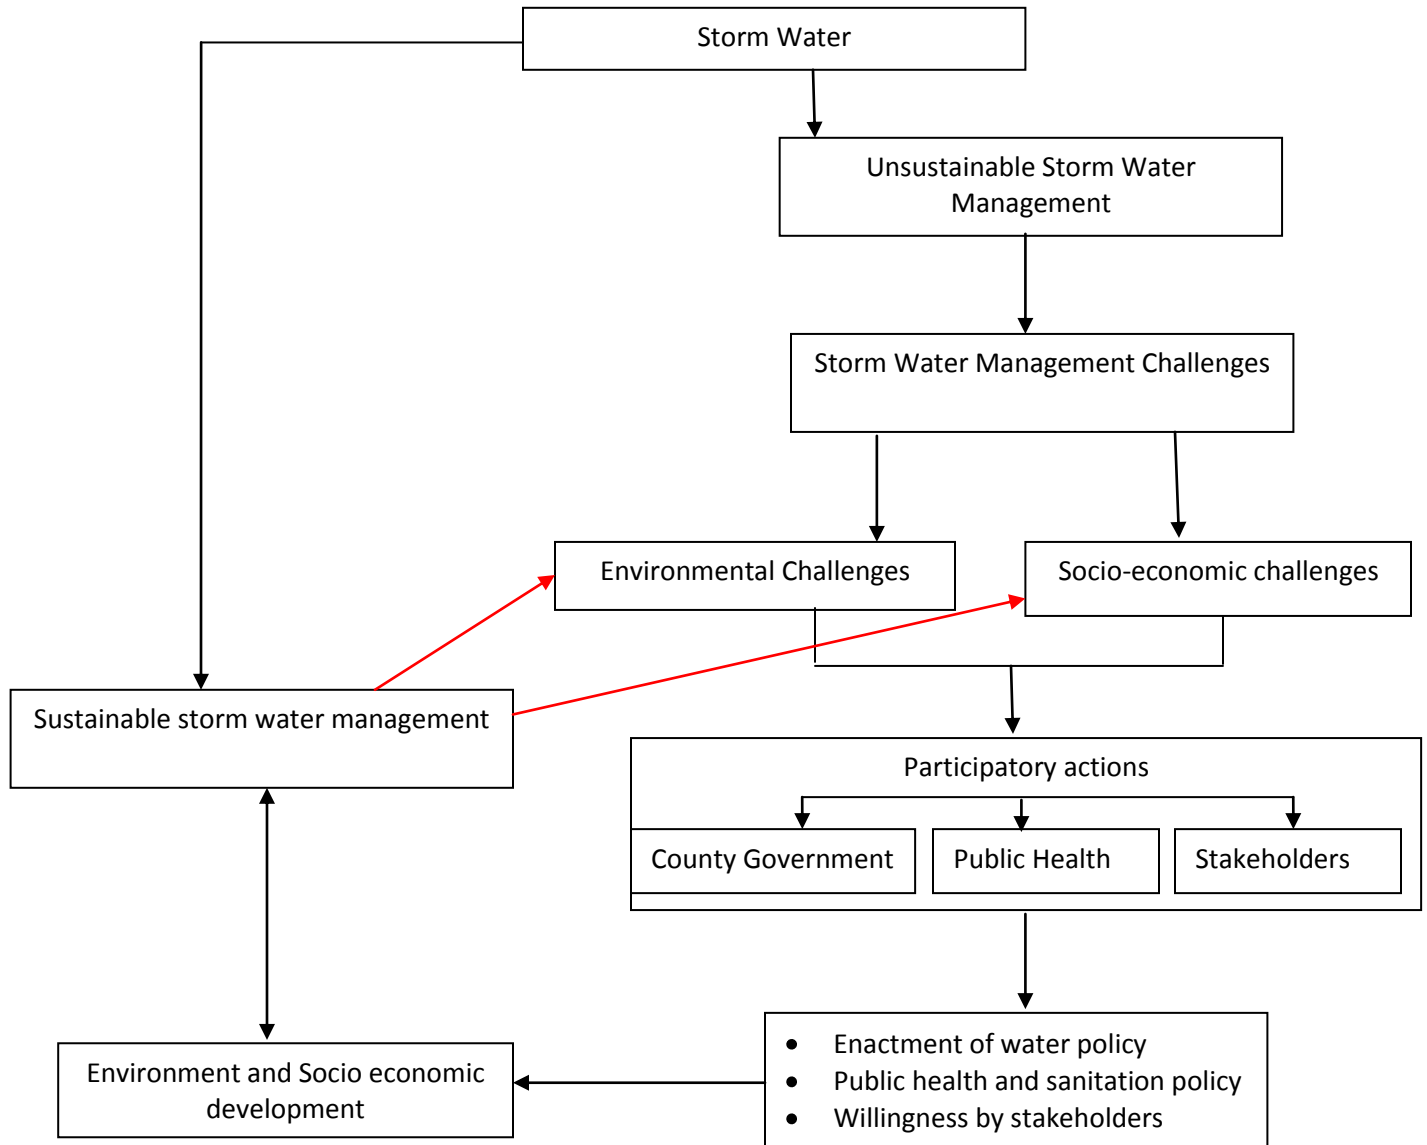 Storm Water
Unsustainable Storm Water
Management
Storm Water Management Challenges
Environmental Challenges
Socio-economic challenges
Sustainable storm water management
Participatory actions
County Government
Public Health
Stakeholders
• Enactment of water policy
• Public health and sanitation policy
• Willingness by stakeholders
Environment and Socio economic
development